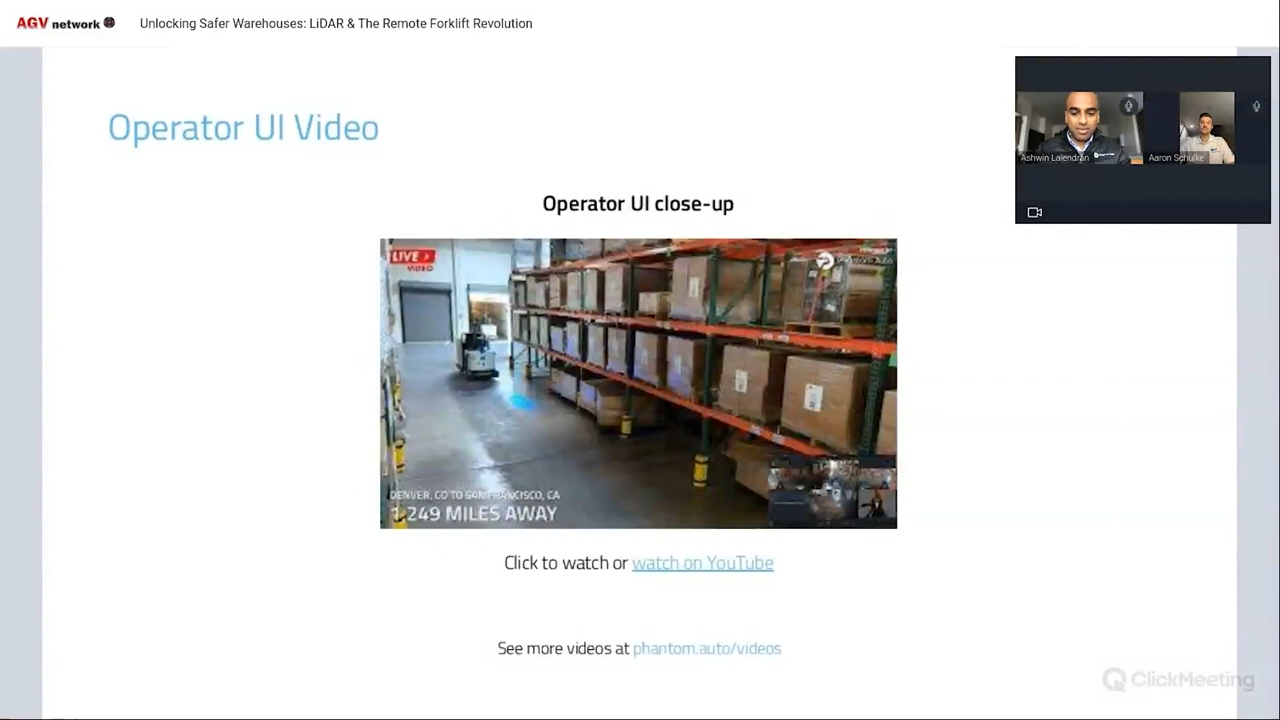 AGV network
Unlocking Safer Warehouses: LiDAR & The Remote Forklift Revolution
Operator UI Video
Ashwin Lalendran
Aaron Schulke
Operator UI close-up
LIVE
VIDEO
Phantom Auto
DENVER, CO TO SAN FRANCISCO, CA
1,249 MILES AWAY
Click to watch or watch on YouTube
See more videos at phantom.auto/videos
ClickMeeting